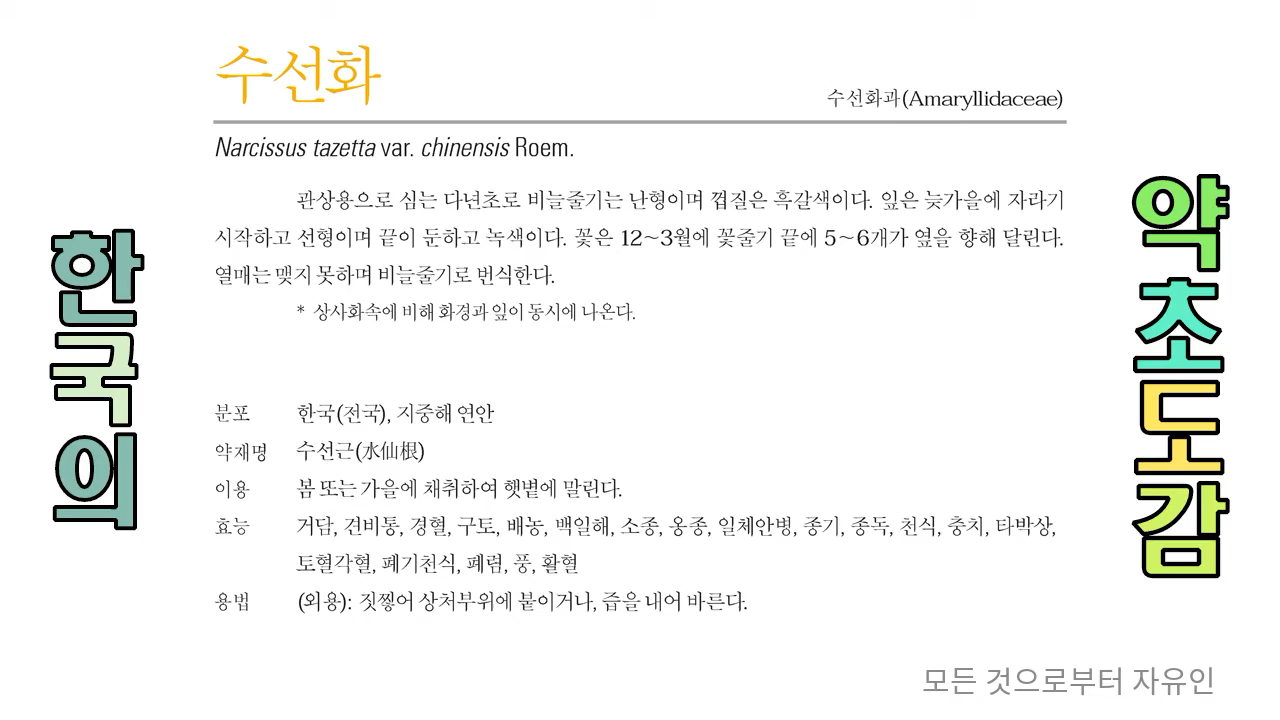 수선화
수선화과(Amaryllidaceae)
Narcissus tazetta var. chinensis Roem.
관상용으로 심는 다년초로 비늘줄기는 난형이며 껍질은 흑갈색이다. 잎은 늦가을에 자라기
시작하고 선형이며 끝이 둔하고 녹색이다. 꽃은 12~3월에 꽃줄기 끝에 5~6개가 옆을 향해 달린다.
열매는 맺지 못하며 비늘줄기로 번식한다.
* 상사화속에 비해 화경과 잎이 동시에 나온다.
분포 한국(전국), 지중해 연안
약재명 수선근(水仙根)
이용 봄 또는 가을에 채취하여 햇볕에 말린다.
효능 거담, 견비통, 경혈, 구토, 배농, 백일해, 소종, 옹종, 일체안병, 종기, 종독, 천식, 충치, 타박상,
토혈각혈, 폐기천식, 폐렴, 풍, 활혈
용법 (외용): 짓찧어 상처부위에 붙이거나, 즙을 내어 바른다.
한국의
약초도감
모든 것으로부터 자유인